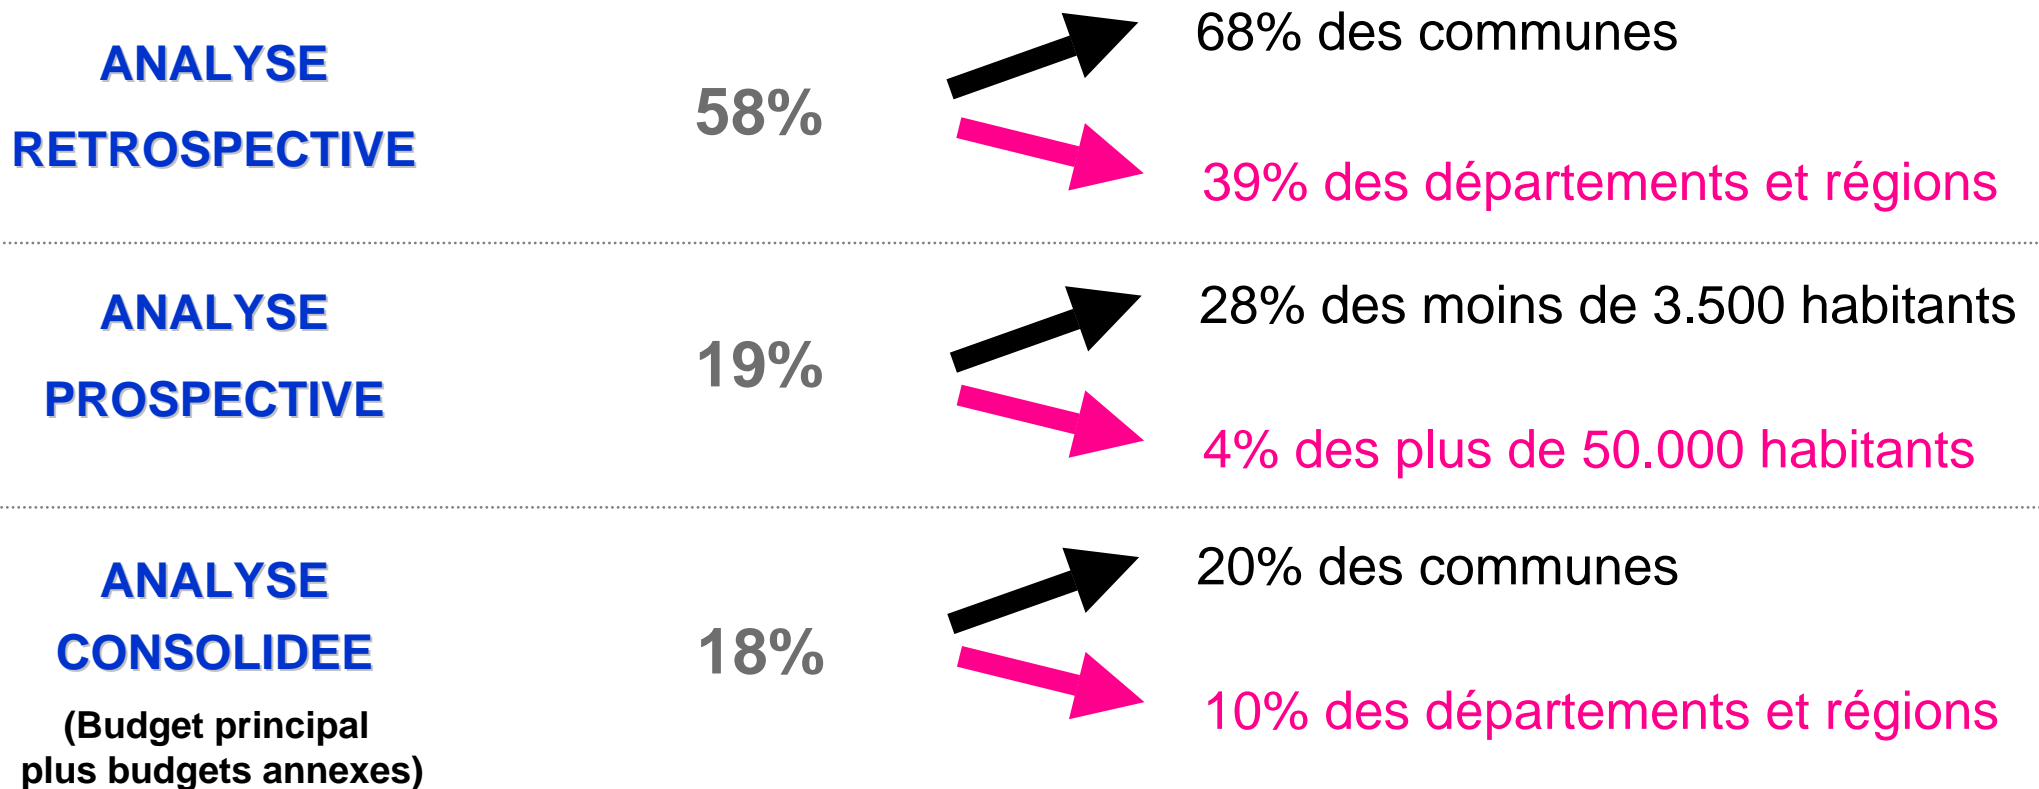 ANALYSE
RETROSPECTIVE
58%
68% des communes
39% des départements et régions
ANALYSE
PROSPECTIVE
19%
28% des moins de 3.500 habitants
4% des plus de 50.000 habitants
ANALYSE
CONSOLIDEE
(Budget principal
plus budgets annexes)
18%
20% des communes
10% des départements et régions